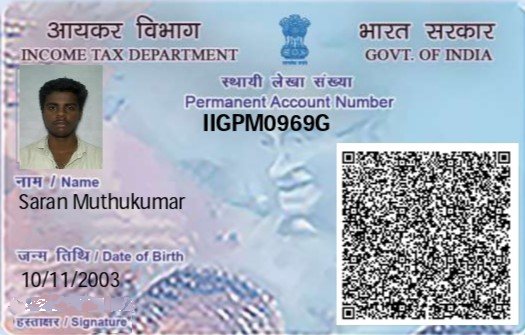 आयकर विभाग
INCOME TAX DEPARTMENT
भारत सरकार
GOVT. OF INDIA
स्थायी लेखा संख्या
Permanent Account Number
IIGPM0969G
नाम / Name
Saran Muthukumar
जन्म तिथि / Date of Birth
10/11/2003
हस्ताक्षर / Signature